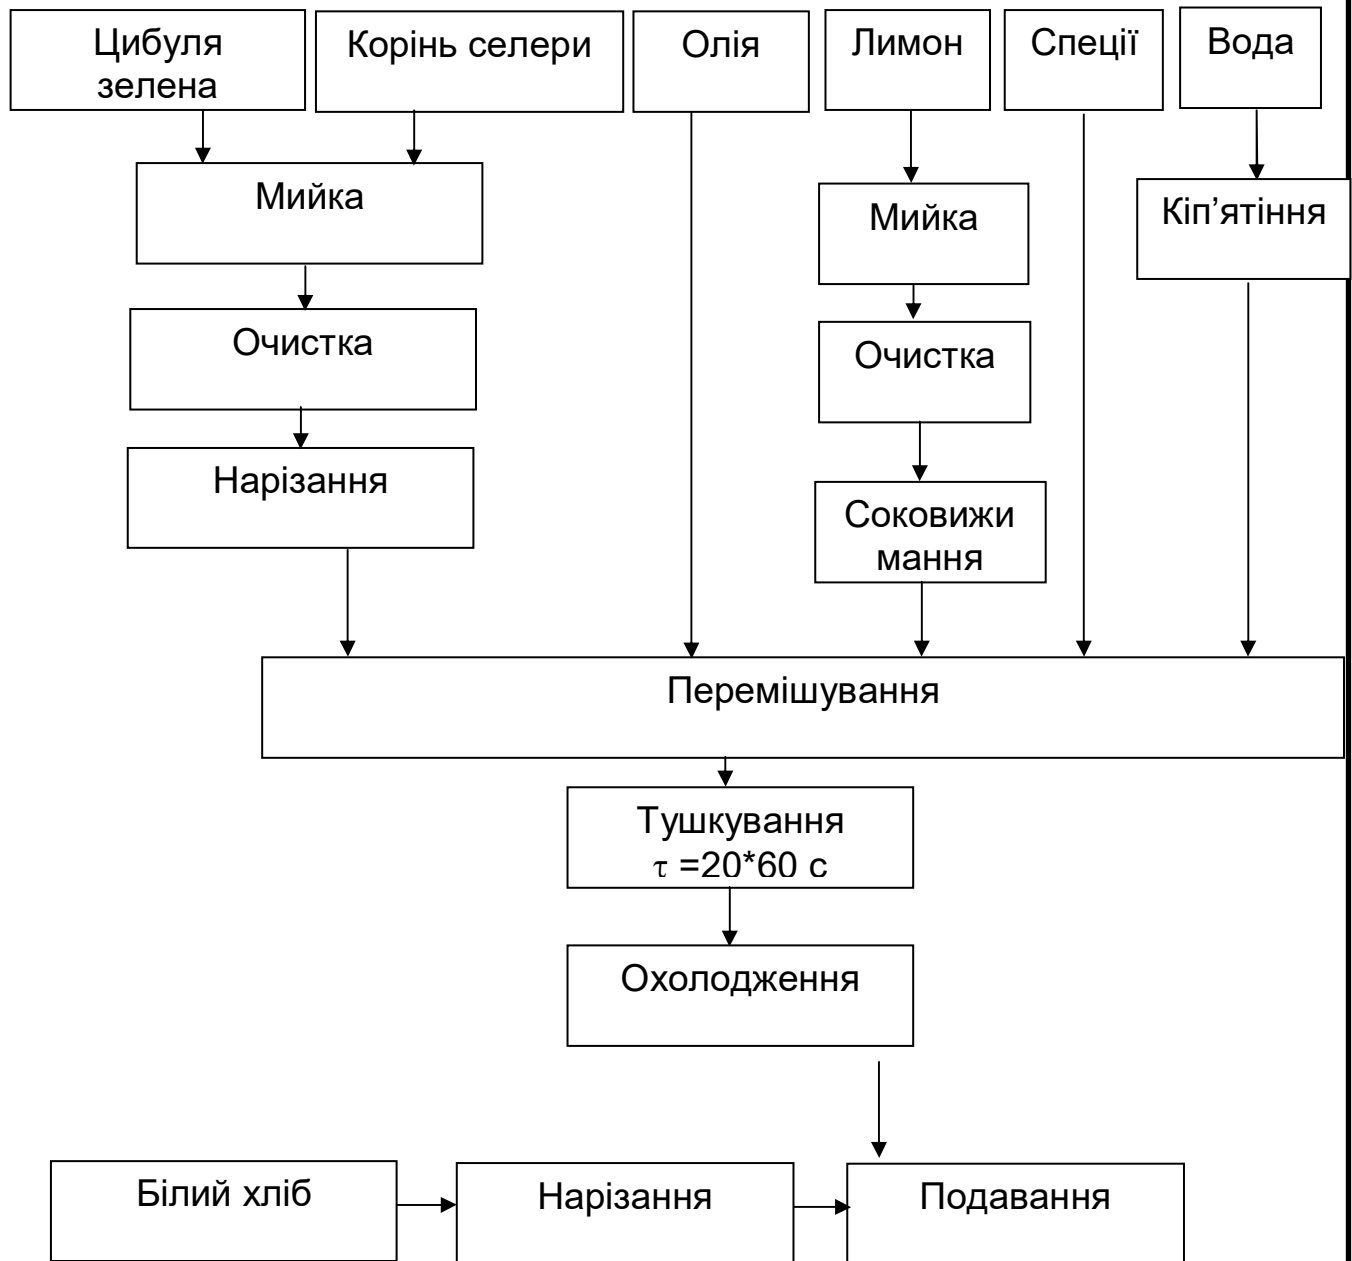 Цибуля
зелена
Корінь селери
Олія
Лимон
Спеції
Вода
Мийка
Мийка
Кіп’ятіння
Очистка
Очистка
Нарізання
Соковижи
мання
Перемішування
Тушкування
τ =20*60 с
Охолодження
Білий хліб
Нарізання
Подавання